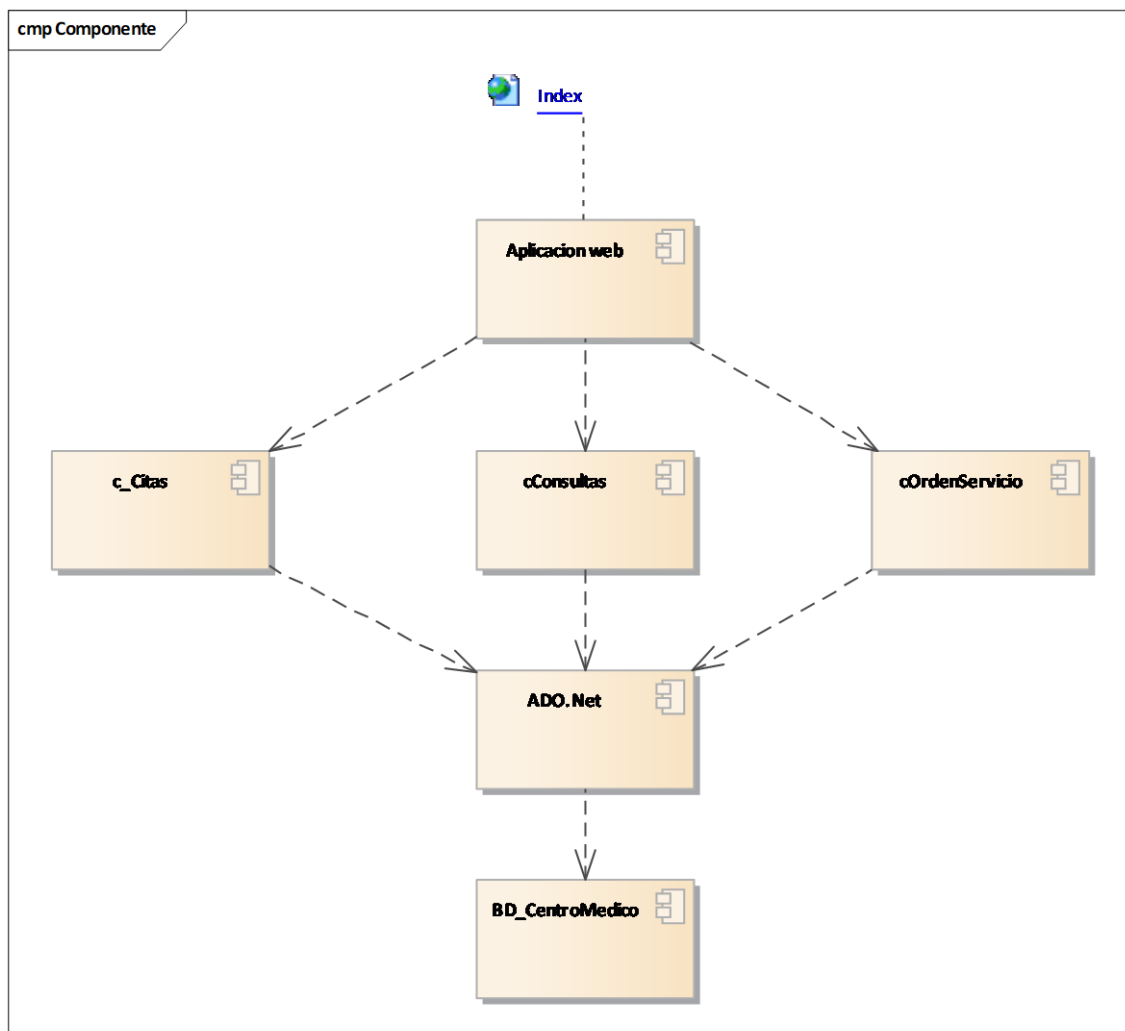 cmp Componente
Index
Aplicacion web
c_Citas
cConsultas
cOrdenServicio
ADO.Net
BD_CentroMedico